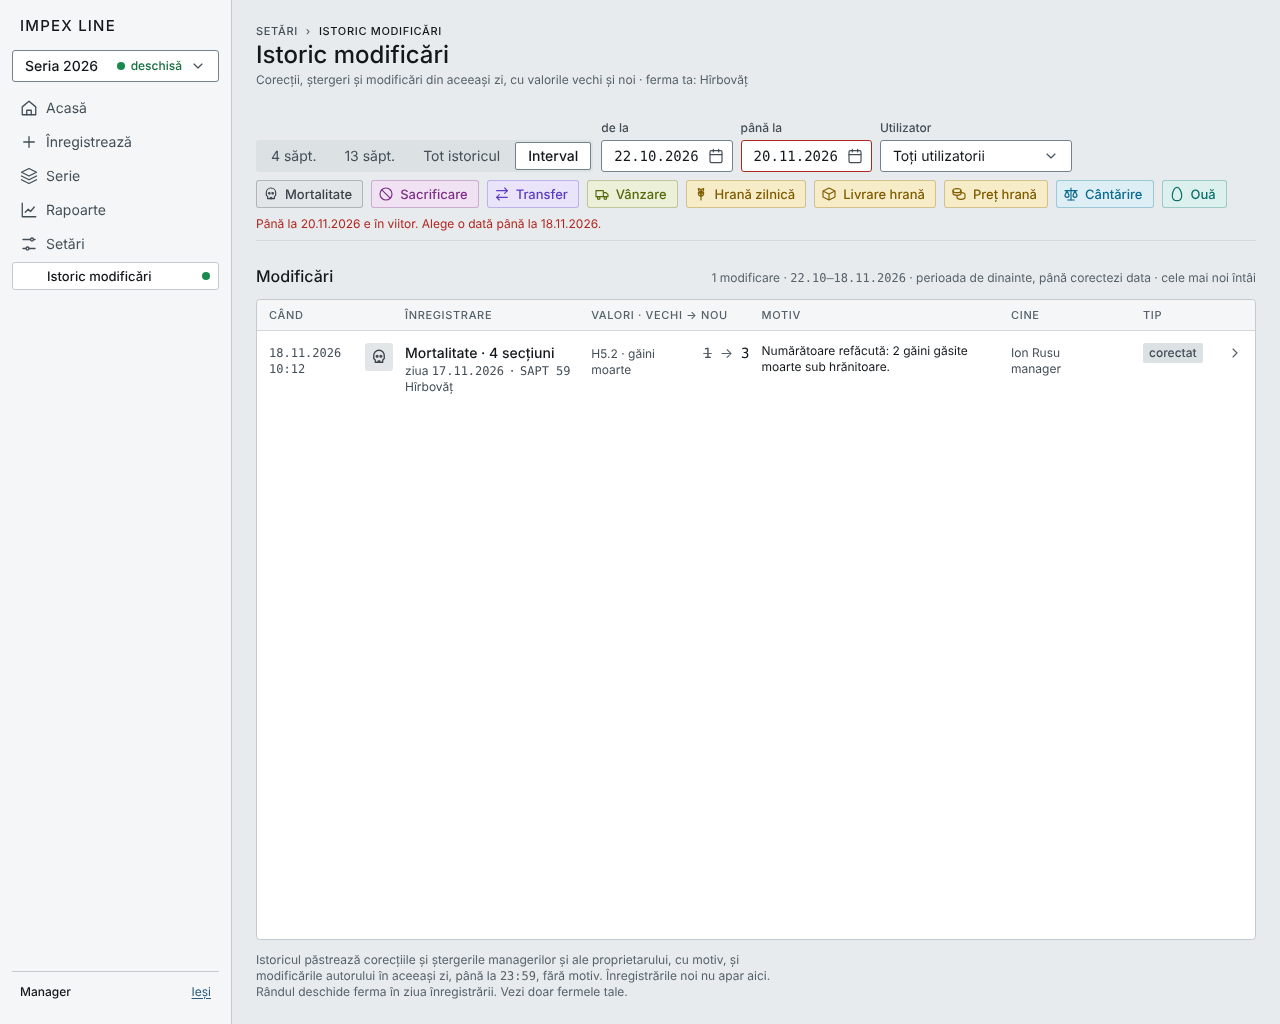 IMPEX LINE
Seria 2026 deschisă
Acasă
Înregistrează
Serie
Rapoarte
Setări
Istoric modificări
Manager Ieși
SETĂRI › ISTORIC MODIFICĂRI
Istoric modificări
Corecții, ștergeri și modificări din aceeași zi, cu valorile vechi și noi · ferma ta: Hîrbovăț
de la până la Utilizator
4 săpt. 13 săpt. Tot istoricul Interval 22.10.2026 20.11.2026 Toți utilizatorii
Mortalitate Sacrificare Transfer Vânzare Hrană zilnică Livrare hrană Preț hrană Cântărire Ouă
Până la 20.11.2026 e în viitor. Alege o dată până la 18.11.2026.
Modificări 1 modificare · 22.10–18.11.2026 · perioada de dinainte, până corectezi data · cele mai noi întâi
CÂND ÎNREGISTRARE VALORI · VECHI → NOU MOTIV CINE TIP
18.11.2026 Mortalitate · 4 secțiuni H5.2 · găini 1 → 3 Numărătoare refăcută: 2 găini găsite Ion Rusu corectat
10:12 ziua 17.11.2026 · SAPT 59 moarte moarte sub hrănitoare. manager
Hîrbovăț
Istoricul păstrează corecțiile și ștergerile managerilor și ale proprietarului, cu motiv, și
modificările autorului în aceeași zi, până la 23:59, fără motiv. Înregistrările noi nu apar aici.
Rândul deschide ferma în ziua înregistrării. Vezi doar fermele tale.